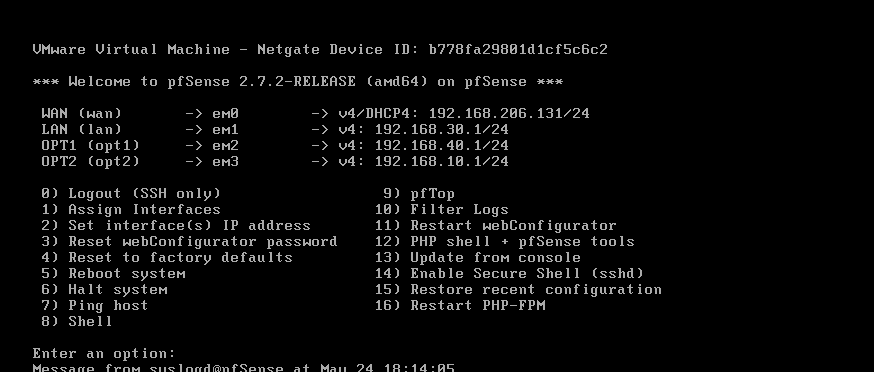 VMware Virtual Machine - Netgate Device ID: b778fa29801d1cf5c6c2
*** Welcome to pfSense 2.7.2-RELEASE (amd64) on pfSense ***
WAN (wan) -> em0 -> v4/DHCP4: 192.168.206.131/24
LAN (lan) -> em1 -> v4: 192.168.30.1/24
OPT1 (opt1) -> em2 -> v4: 192.168.40.1/24
OPT2 (opt2) -> em3 -> v4: 192.168.10.1/24
0) Logout (SSH only) 9) pfTop
1) Assign Interfaces 10) Filter Logs
2) Set interface(s) IP address 11) Restart webConfigurator
3) Reset webConfigurator password 12) PHP shell + pfSense tools
4) Reset to factory defaults 13) Update from console
5) Reboot system 14) Enable Secure Shell (sshd)
6) Halt system 15) Restore recent configuration
7) Ping host 16) Restart PHP-FPM
8) Shell
Enter an option:
Message from syslogd@pfSense at May 24 18:14:05